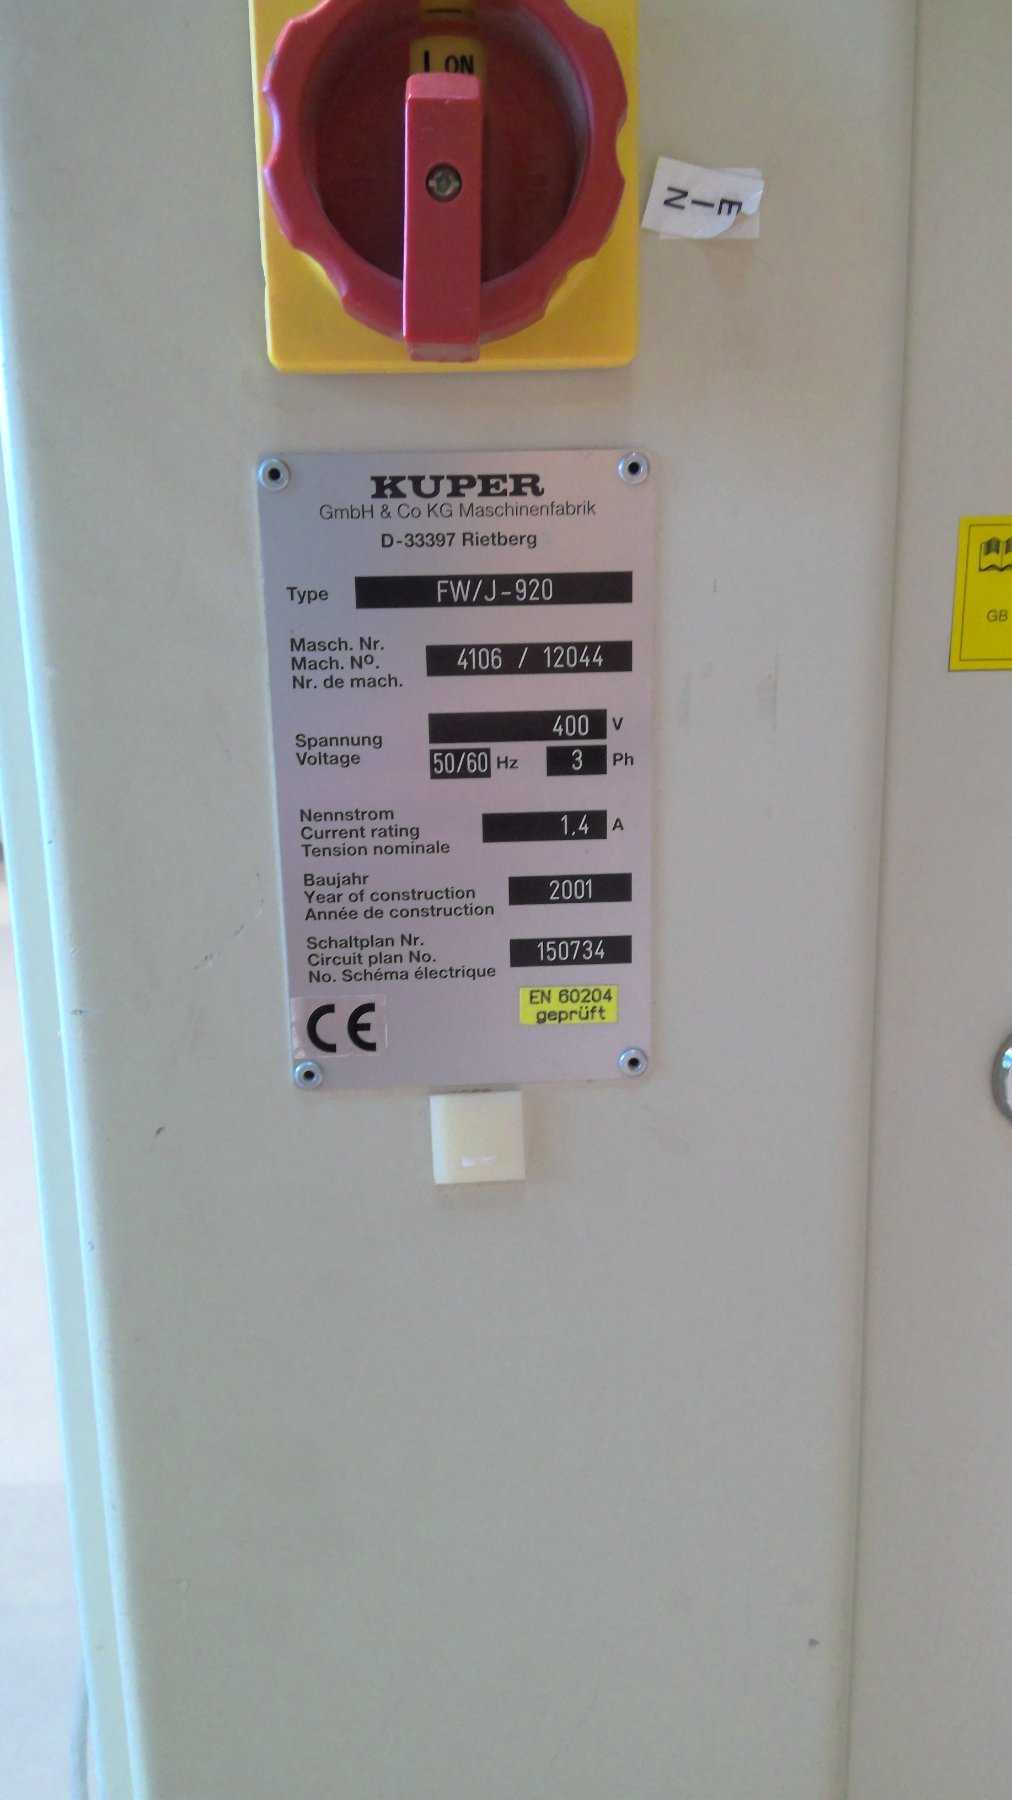 I ON
EIN
KUPER
GmbH & Co KG Maschinenfabrik
D-33397 Rietberg
Type FW/J-920
Masch. Nr.
Mach. Nº. 4106 / 12044
Nr. de mach.
400 V
Spannung
Voltage 50/60 Hz 3 Ph
Nennstrom
Current rating 1.4 A
Tension nominale
Baujahr
Year of construction 2001
Année de construction
Schaltplan Nr.
Circuit plan No. 150734
No. Schéma électrique
CE
EN 60204
geprüft
GB